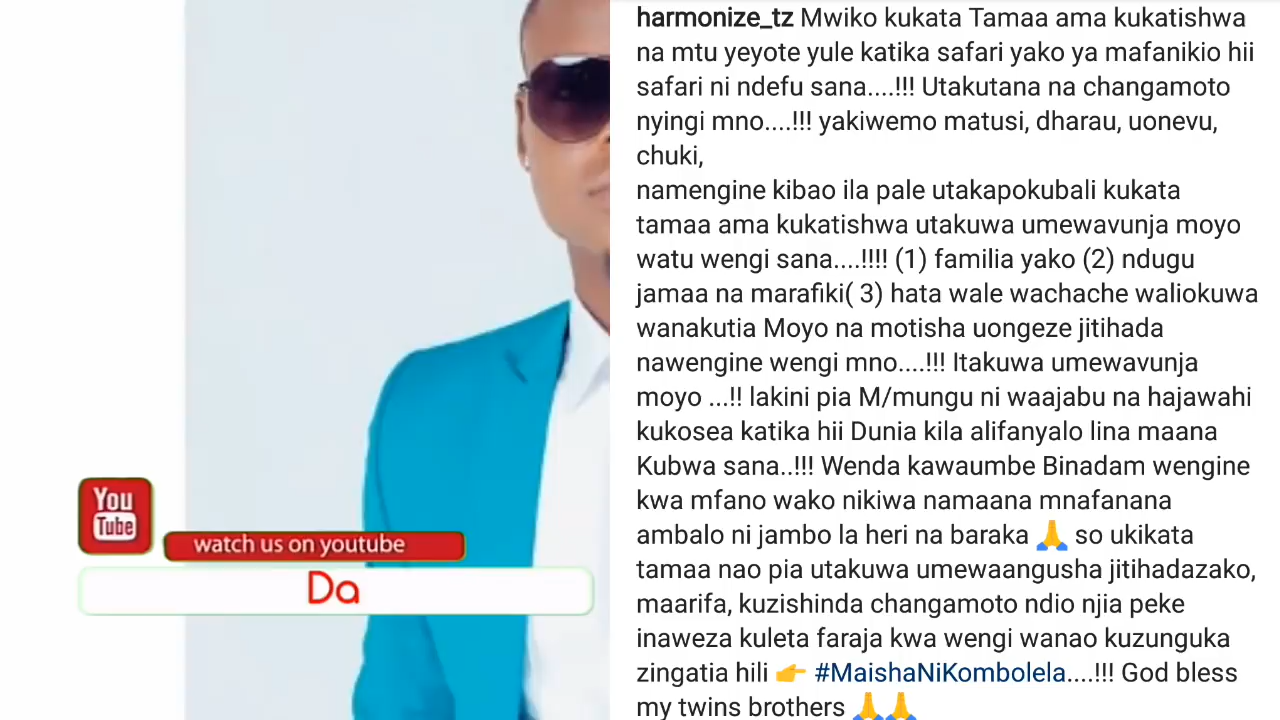 harmonize_tz Mwiko kukata Tamaa ama kukatishwa
na mtu yeyote yule katika safari yako ya mafanikio hii
safari ni ndefu sana....!!! Utakutana na changamoto
nyingi mno....!!! yakiwemo matusi, dharau, uonevu,
chuki,
namengine kibao ila pale utakapokubali kukata
tamaa ama kukatishwa utakuwa umewavunja moyo
watu wengi sana....!!!! (1) familia yako (2) ndugu
jamaa na marafiki( 3) hata wale wachache waliokuwa
wanakutia Moyo na motisha uongeze jitihada
nawengine wengi mno....!!! Itakuwa umewavunja
moyo ...!! lakini pia M/mungu ni waajabu na hajawahi
kukosea katika hii Dunia kila alifanyalo lina maana
Kubwa sana..!!! Wenda kawaumbe Binadam wengine
kwa mfano wako nikiwa namaana mnafanana
ambalo ni jambo la heri na baraka 🙏 so ukikata
tamaa nao pia utakuwa umewaangusha jitihadazako,
maarifa, kuzishinda changamoto ndio njia peke
inaweza kuleta faraja kwa wengi wanao kuzunguka
zingatia hili 👉 #MaishaNiKombolela....!!! God bless
my twins brothers 🙏🙏
You
Tube
watch us on youtube
Da